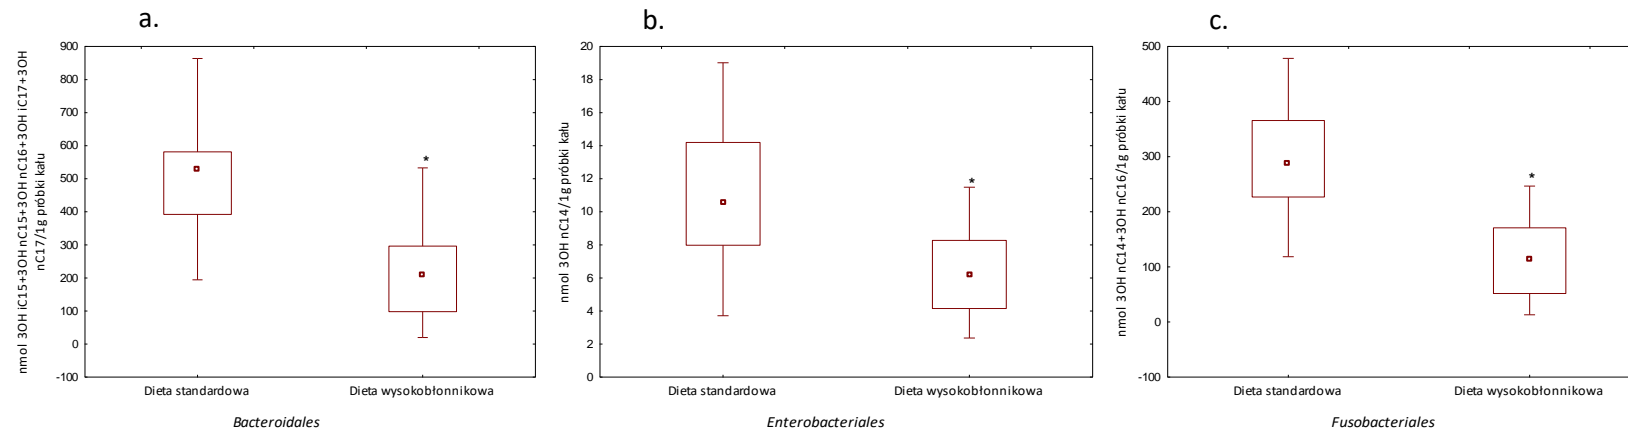 a.
nmol 3OH iC15+3OH nC15+3OH nC16+3OH iC17+3OH
nC17/1g próbki kału
900
800
700
600
500
400
300
200
100
0
-100
*
Dieta standardowa
Dieta wysokobłonnikowa
Bacteroidales
b.
nmol 3OH nC14/1g próbki kału
20
18
16
14
12
10
8
6
4
2
0
*
Dieta standardowa
Dieta wysokobłonnikowa
Enterobacteriales
c.
nmol 3OH nC14+3OH nC16/1g próbki kału
500
400
300
200
100
0
-100
*
Dieta standardowa
Dieta wysokobłonnikowa
Fusobacteriales